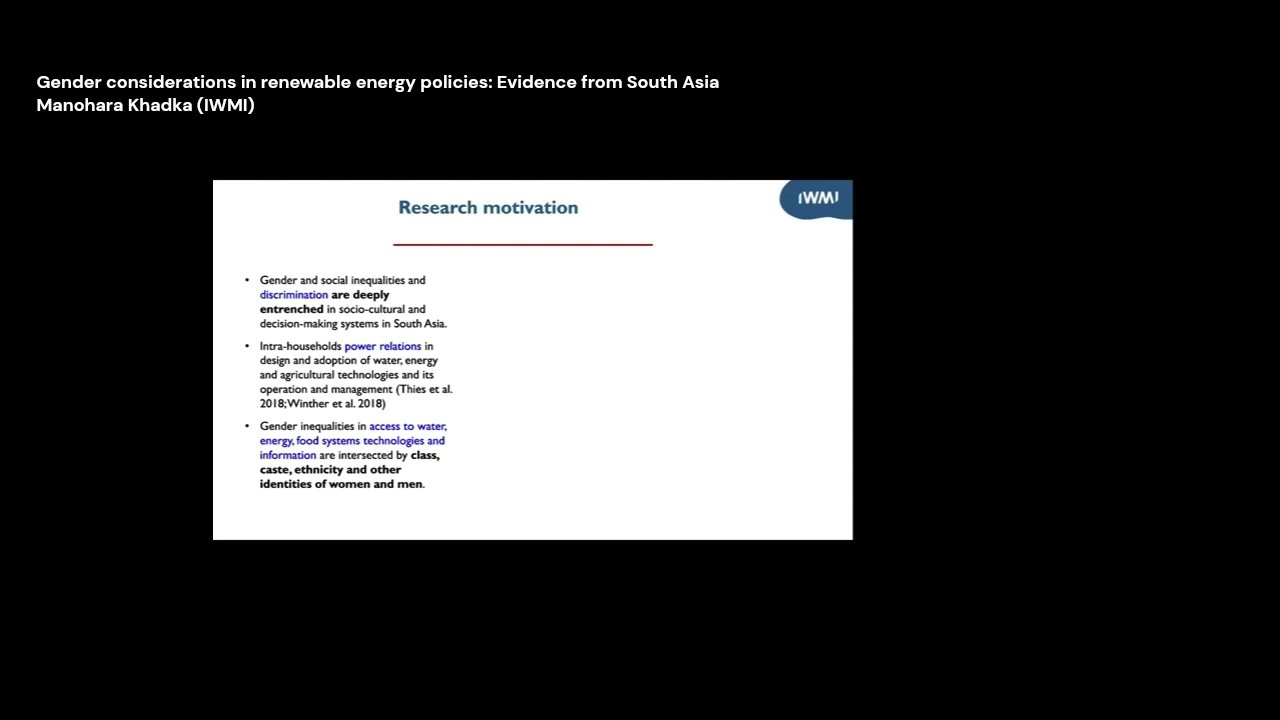 Gender considerations in renewable energy policies: Evidence from South Asia
Manohara Khadka (IWMI)
IWMI
Research motivation
• Gender and social inequalities and
discrimination are deeply
entrenched in socio-cultural and
decision-making systems in South Asia.
• Intra-households power relations in
design and adoption of water, energy
and agricultural technologies and its
operation and management (Thies et al.
2018; Winther et al. 2018)
• Gender inequalities in access to water,
energy, food systems technologies and
information are intersected by class,
caste, ethnicity and other
identities of women and men.